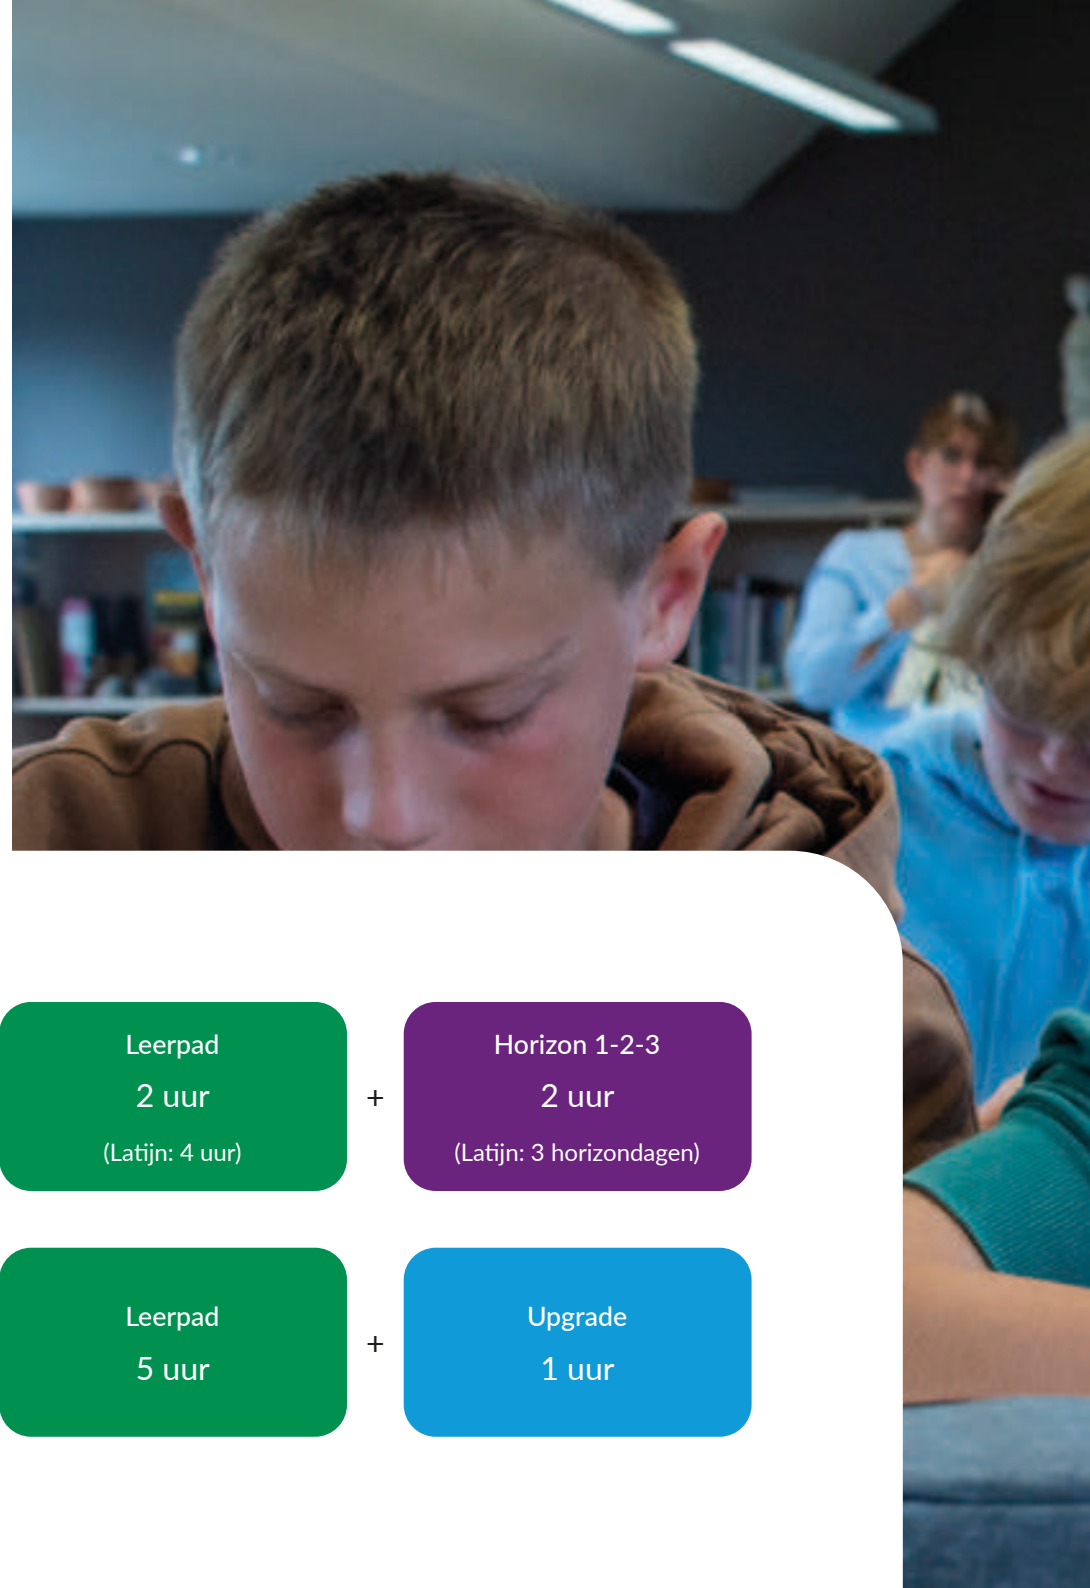 Leerpad
2 uur
(Latijn: 4 uur)
+
Horizon 1-2-3
2 uur
(Latijn: 3 horizondagen)
Leerpad
5 uur
+
Upgrade
1 uur